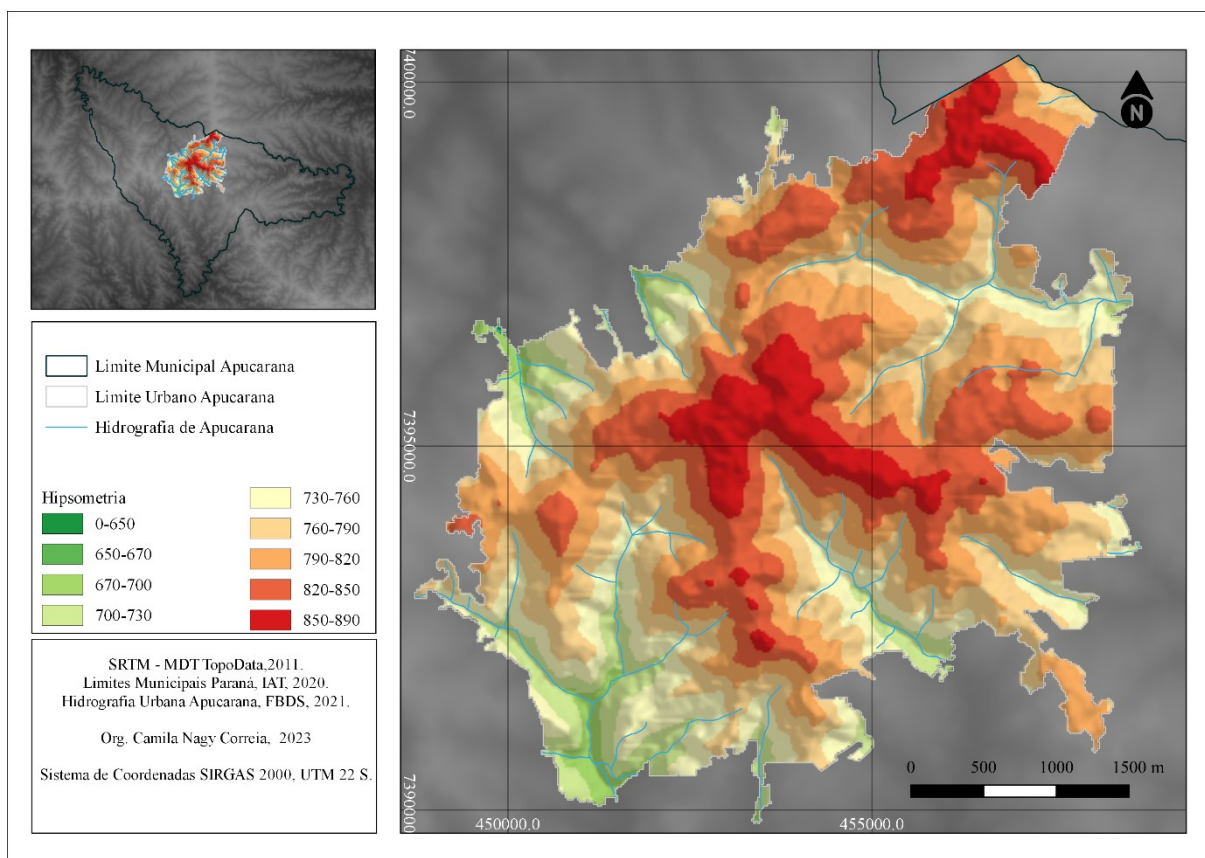 Limite Municipal Apucarana
Limite Urbano Apucarana
Hidrografia de Apucarana
Hipsometria
0-650
650-670
670-700
700-730
730-760
760-790
790-820
820-850
850-890
SRTM - MDT TopoData,2011.
Limites Municipais Paraná, IAT, 2020.
Hidrografia Urbana Apucarana, FBDS, 2021.
Org. Camila Nagy Correia, 2023
Sistema de Coordenadas SIRGAS 2000, UTM 22 S.
7400000.0
7395000.0
7390000.0
450000.0
455000.0
N
0 500 1000 1500 m